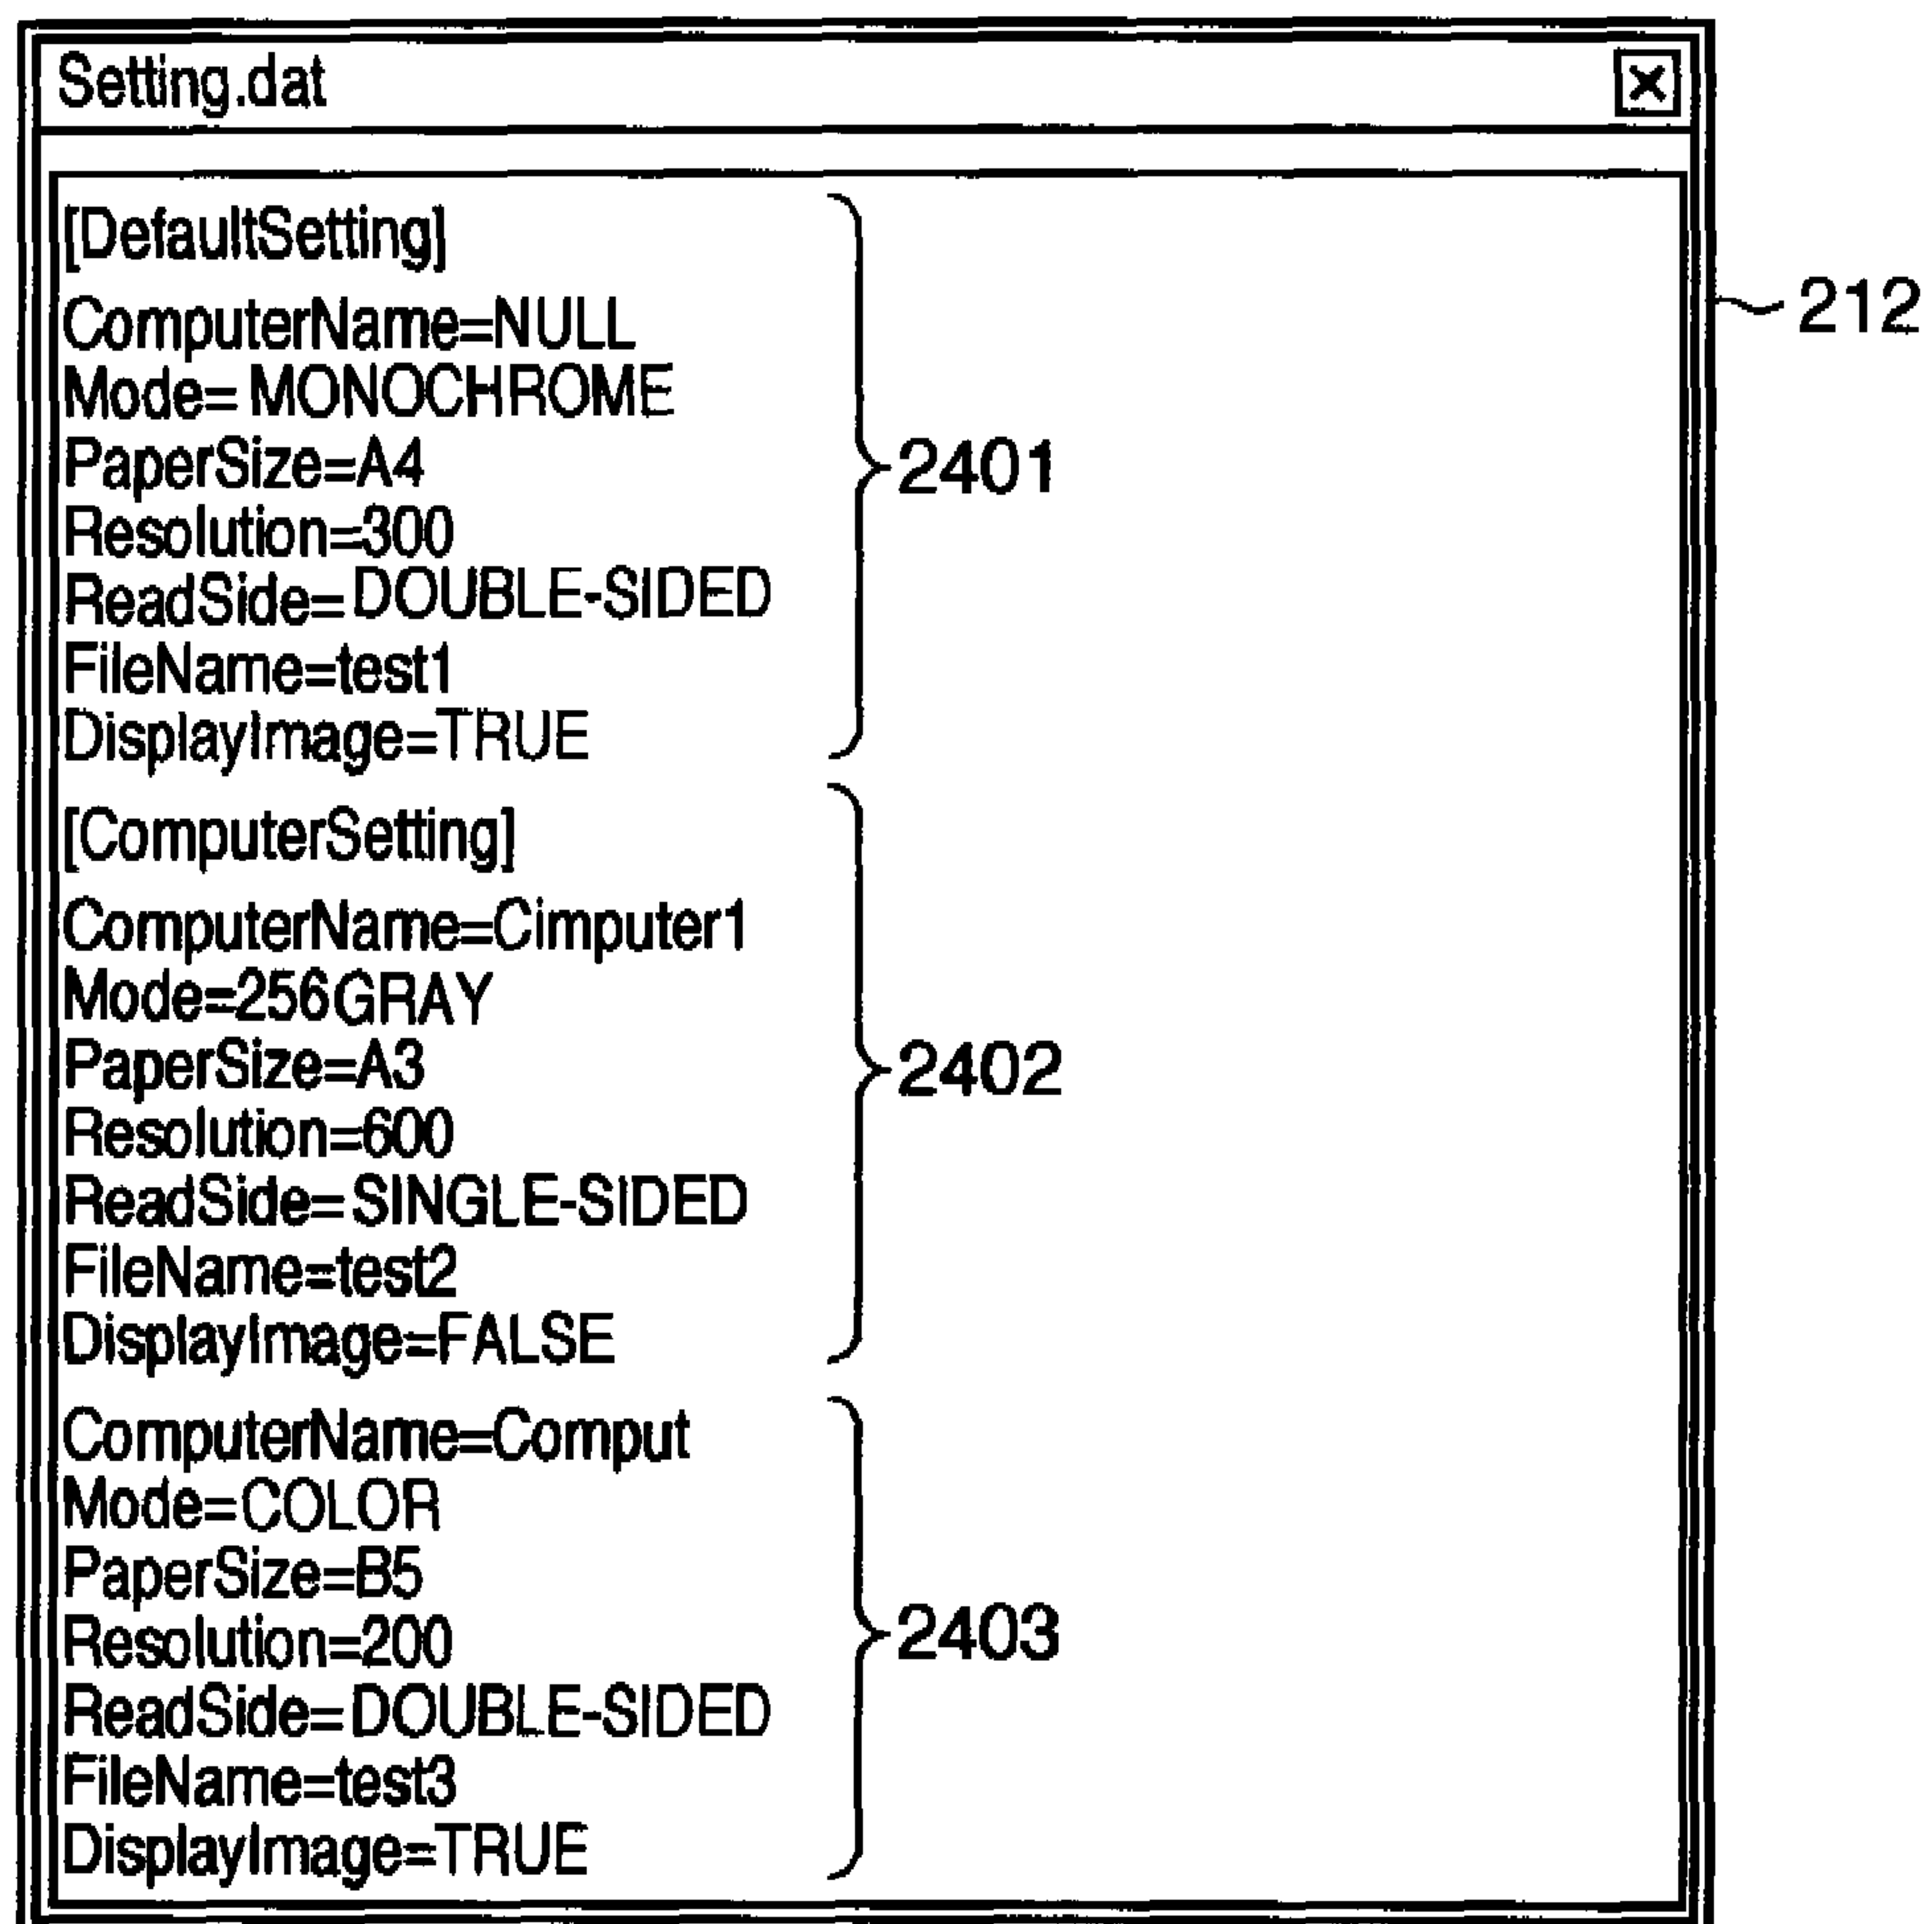 Setting.dat
212
[DefaultSetting]
ComputerName=NULL
Mode= MONOCHROME
PaperSize=A4
Resolution=300
ReadSide= DOUBLE-SIDED
FileName=test1
DisplayImage=TRUE
2401
[ComputerSetting]
ComputerName=Cimputer1
Mode=256GRAY
PaperSize=A3
Resolution=600
ReadSide= SINGLE-SIDED
FileName=test2
DisplayImage=FALSE
2402
ComputerName=Comput
Mode=COLOR
PaperSize=B5
Resolution=200
ReadSide= DOUBLE-SIDED
FileName=test3
DisplayImage=TRUE
2403